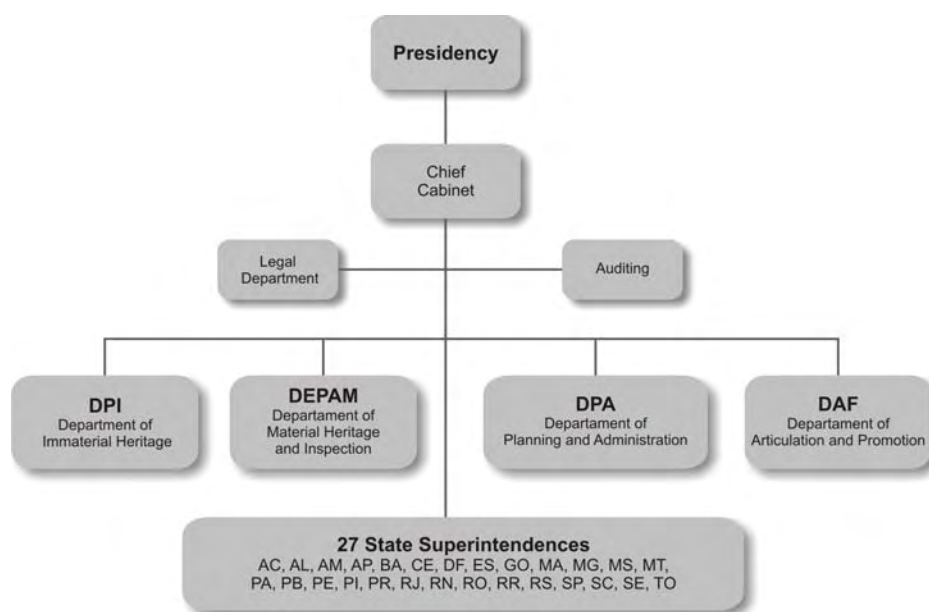 Presidency
Chief
Cabinet
Legal
Department
Auditing
DPI
Department of
Immaterial Heritage
DEPAM
Departament of
Material Heritage
and Inspection
DPA
Departament of
Planning and Administration
DAF
Departament of
Articulation and Promotion
27 State Superintendences
AC, AL, AM, AP, BA, CE, DF, ES, GO, MA, MG, MS, MT,
PA, PB, PE, PI, PR, RJ, RN, RO, RR, RS, SP, SC, SE, TO